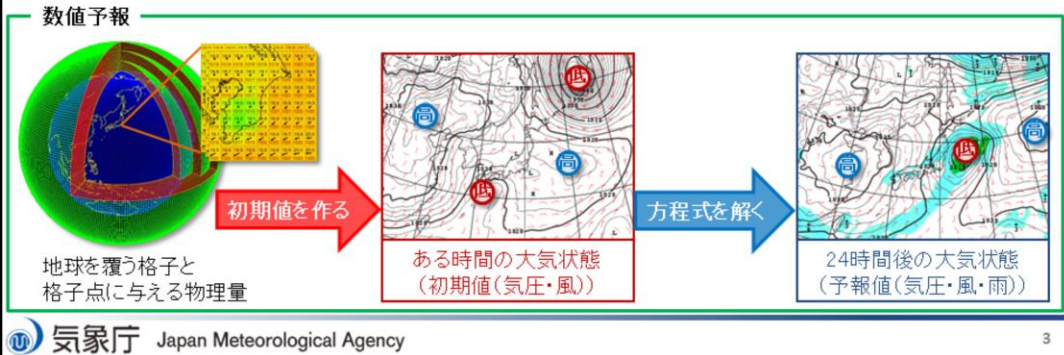 数値予報
低
高
高
低
高
高
低
初期値を作る
方程式を解く
地球を覆う格子と
格子点に与える物理量
ある時間の大気状態
(初期値(気圧・風))
24時間後の大気状態
(予報値(気圧・風・雨))
気象庁 Japan Meteorological Agency
3